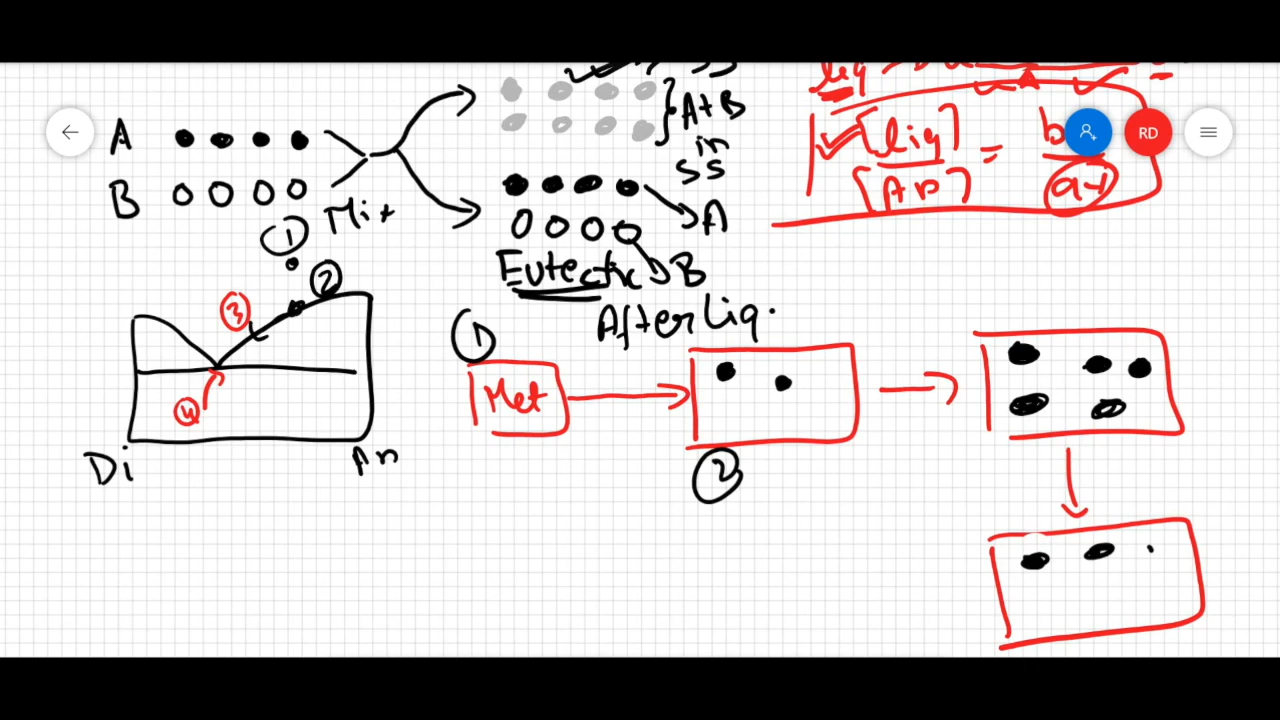 A
B
Mix
A+B
in
SS
A
B
Eutectic
After Liq.
[liq]
[An] =
RD
1
2
3
4
Di
An
1
Met
2